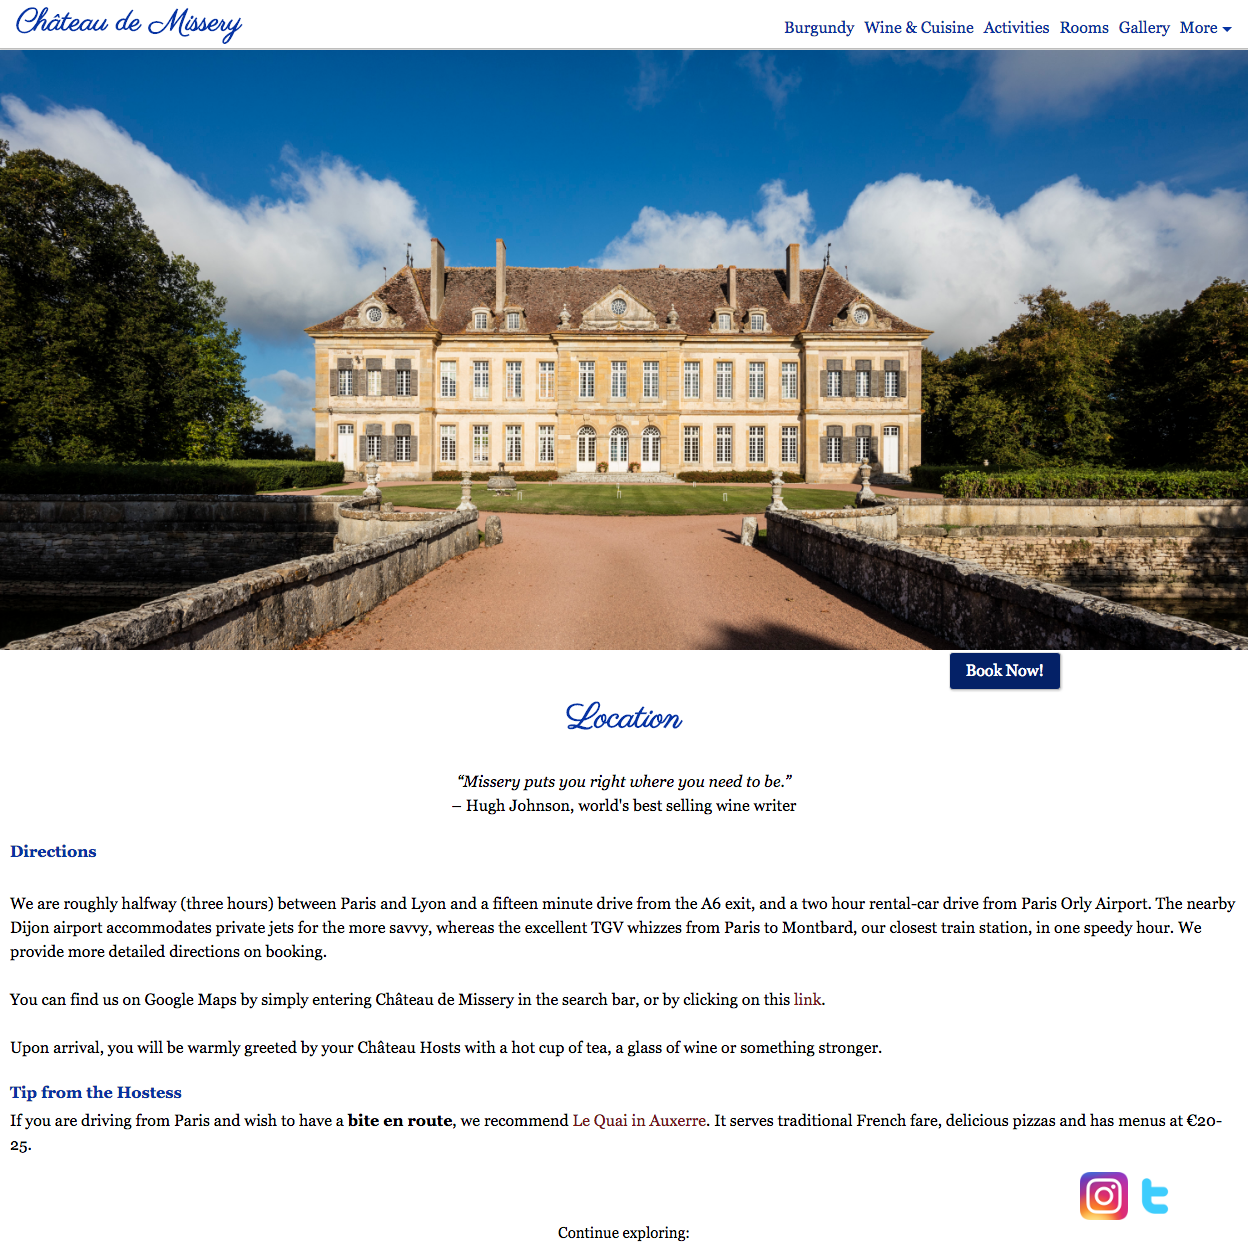 Château de Missery
Burgundy Wine & Cuisine Activities Rooms Gallery More
Book Now!
Location
“Missery puts you right where you need to be.”
– Hugh Johnson, world's best selling wine writer
Directions
We are roughly halfway (three hours) between Paris and Lyon and a fifteen minute drive from the A6 exit, and a two hour rental-car drive from Paris Orly Airport. The nearby
Dijon airport accommodates private jets for the more savvy, whereas the excellent TGV whizzes from Paris to Montbard, our closest train station, in one speedy hour. We
provide more detailed directions on booking.
You can find us on Google Maps by simply entering Château de Missery in the search bar, or by clicking on this link.
Upon arrival, you will be warmly greeted by your Château Hosts with a hot cup of tea, a glass of wine or something stronger.
Tip from the Hostess
If you are driving from Paris and wish to have a bite en route, we recommend Le Quai in Auxerre. It serves traditional French fare, delicious pizzas and has menus at €20-
25.
Continue exploring: